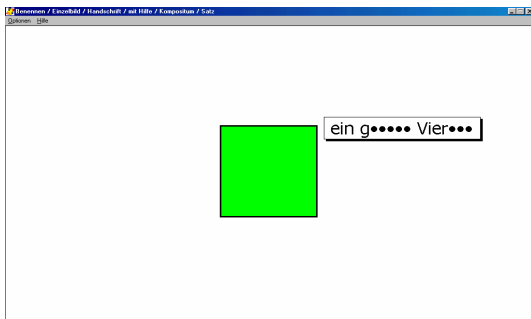 Benennen / Einzelbild / Handschrift / mit Hilfe / Kompositum / Satz
Optionen Hilfe
ein g●●●●● Vier●●●